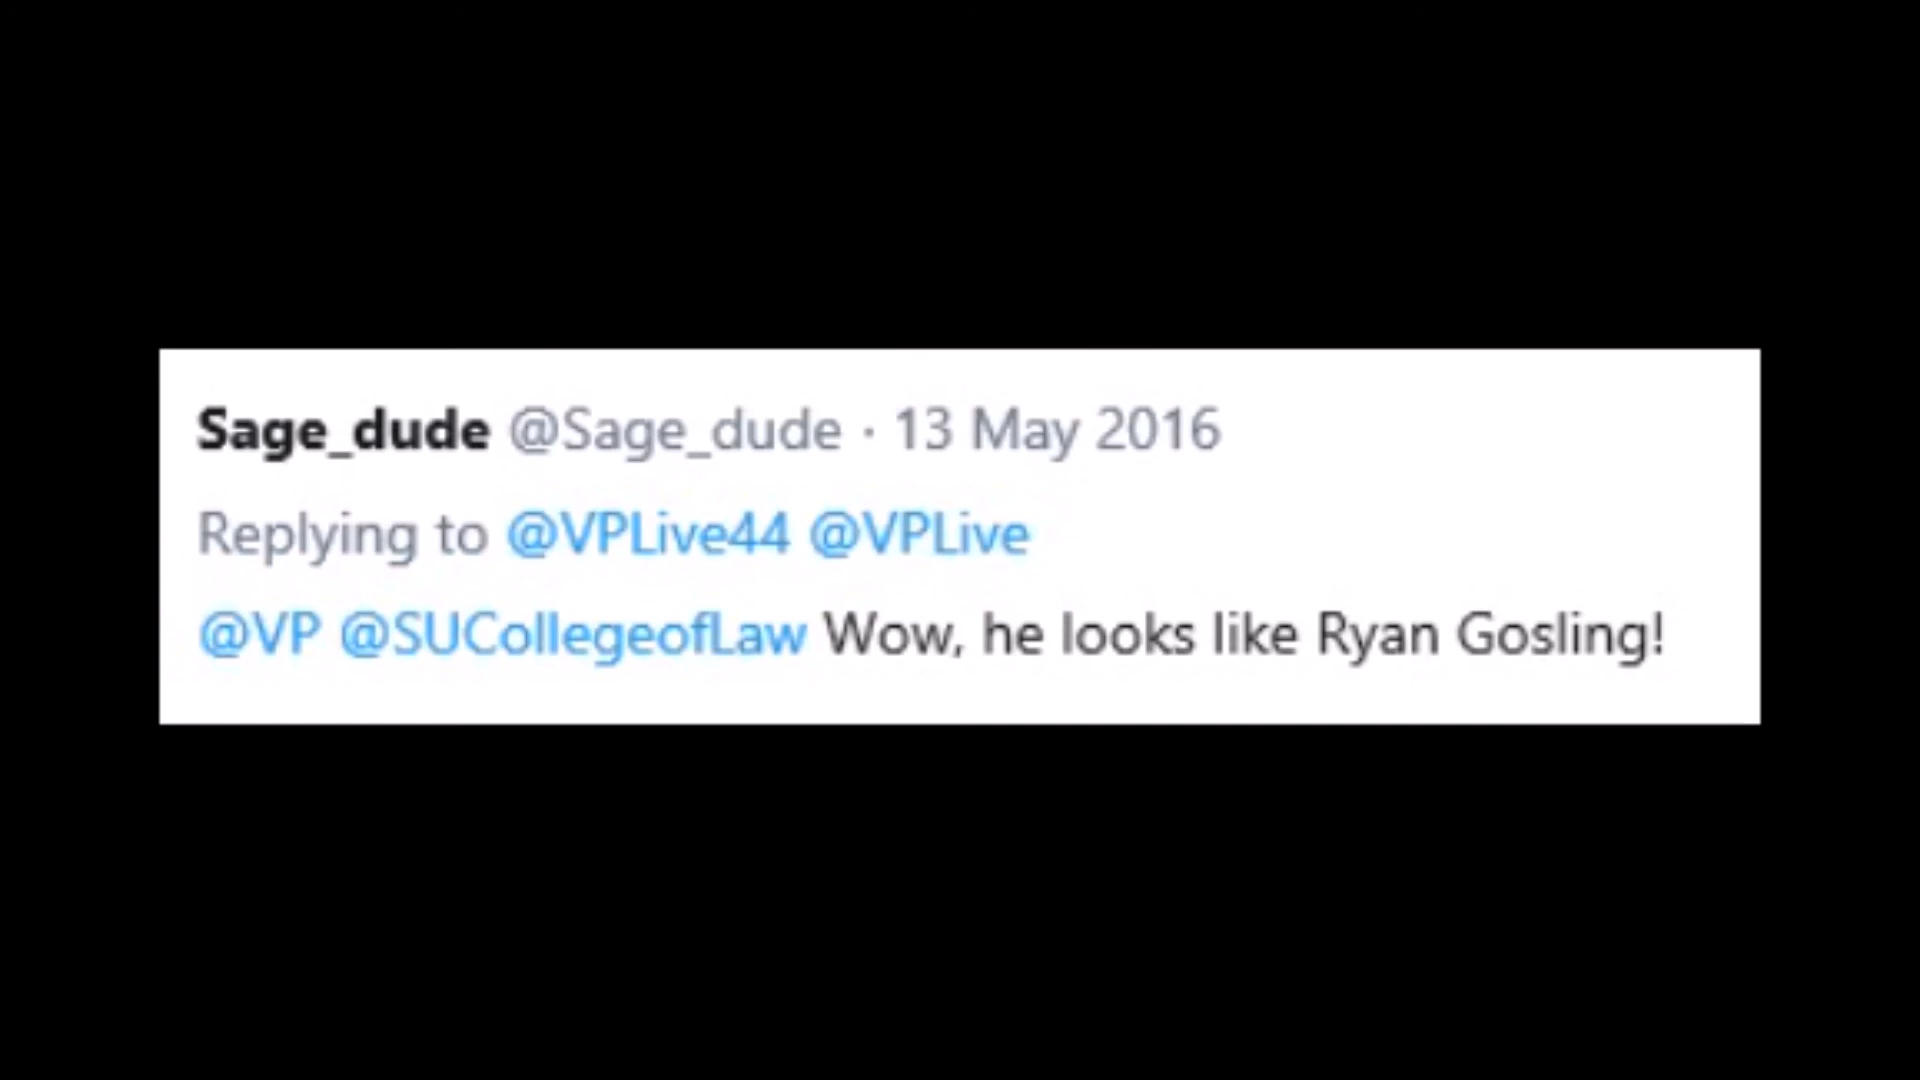 Sage_dude @Sage_dude · 13 May 2016
Replying to @VPLive44 @VPLive
@VP @SUCollegeofLaw Wow, he looks like Ryan Gosling!